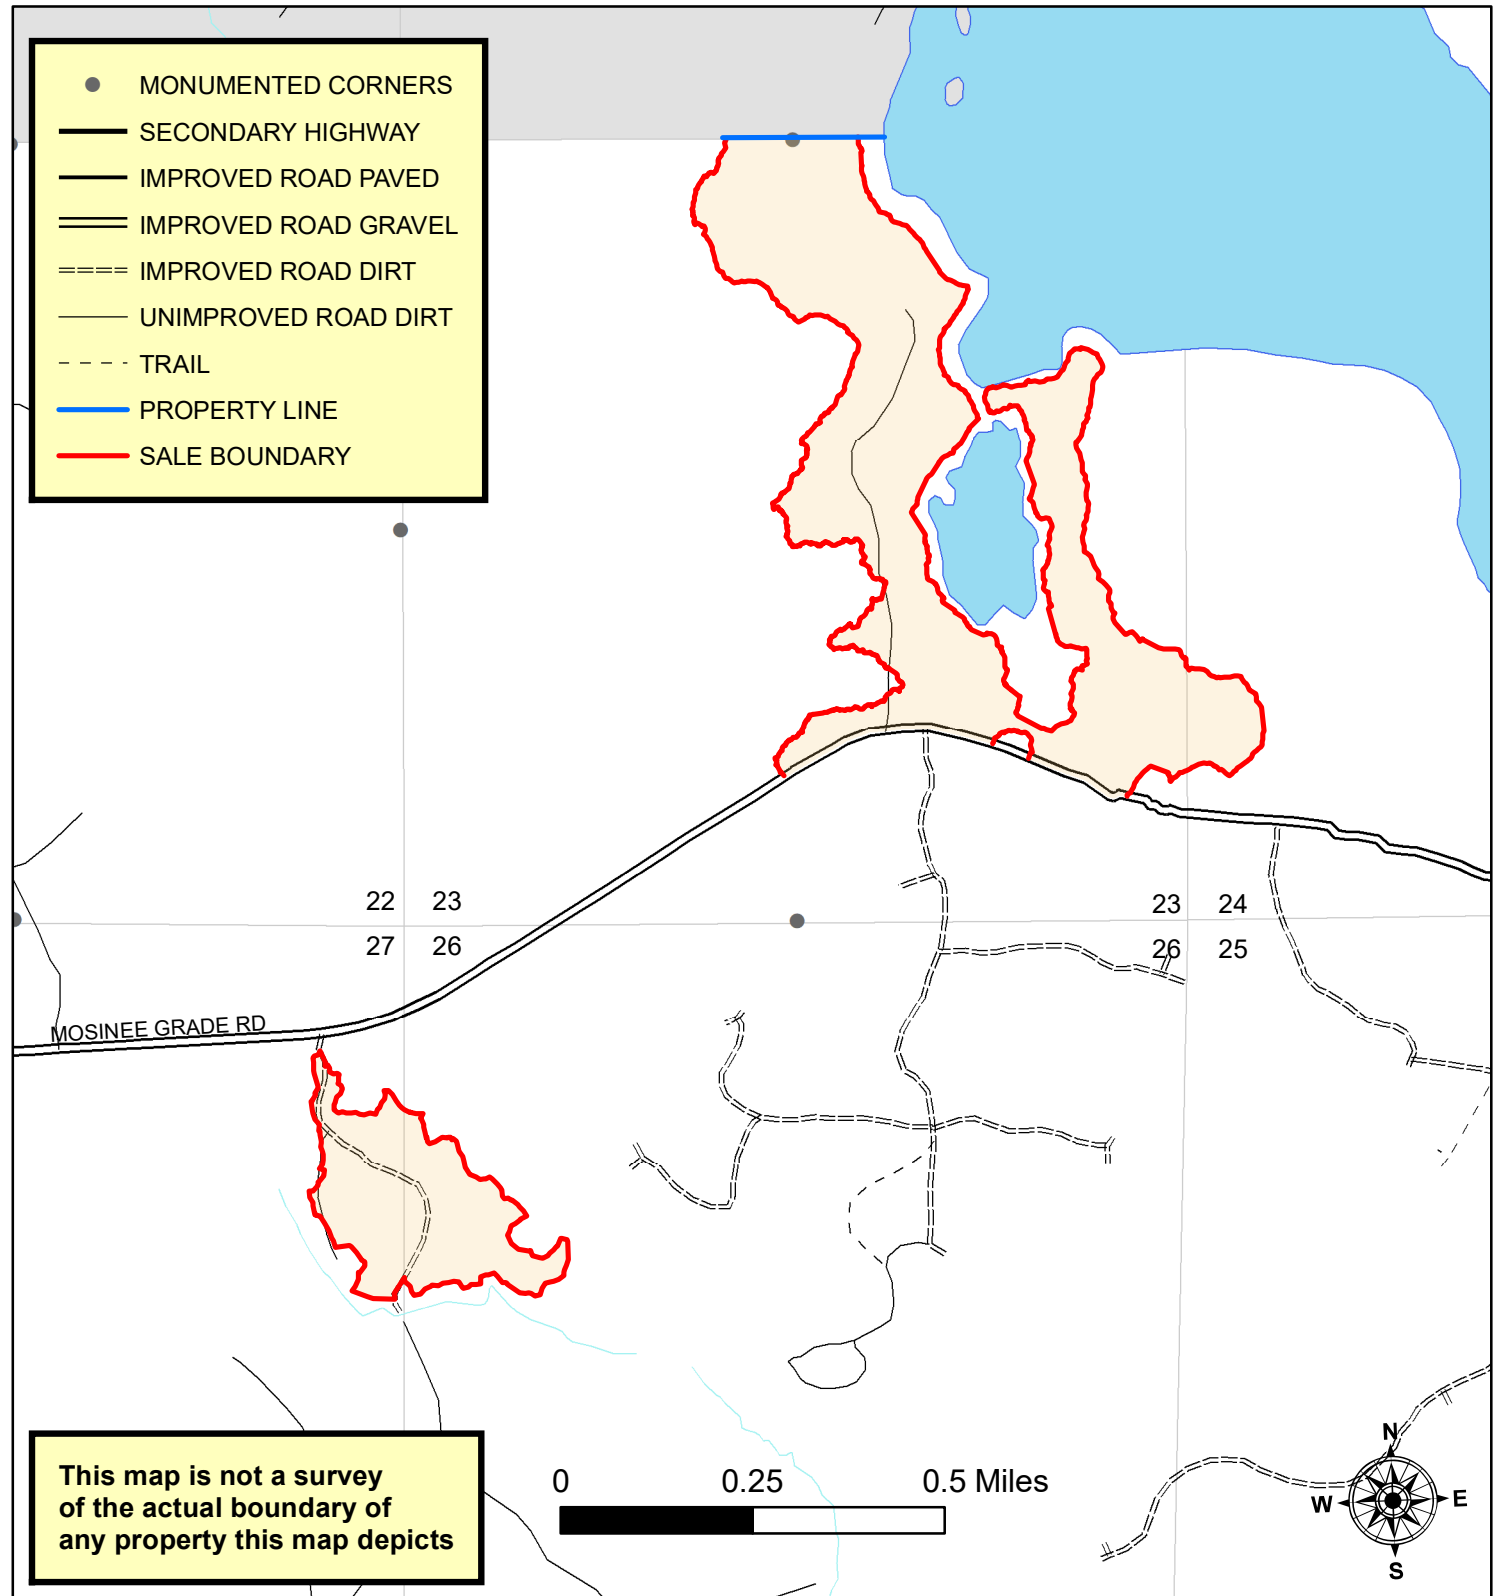 MONUMENTED CORNERS
SECONDARY HIGHWAY
IMPROVED ROAD PAVED
IMPROVED ROAD GRAVEL
IMPROVED ROAD DIRT
UNIMPROVED ROAD DIRT
TRAIL
PROPERTY LINE
SALE BOUNDARY
22 23
27 26
23 24
26 25
MOSINEE GRADE RD
This map is not a survey
of the actual boundary of
any property this map depicts
0 0.25 0.5 Miles
N
W E
S